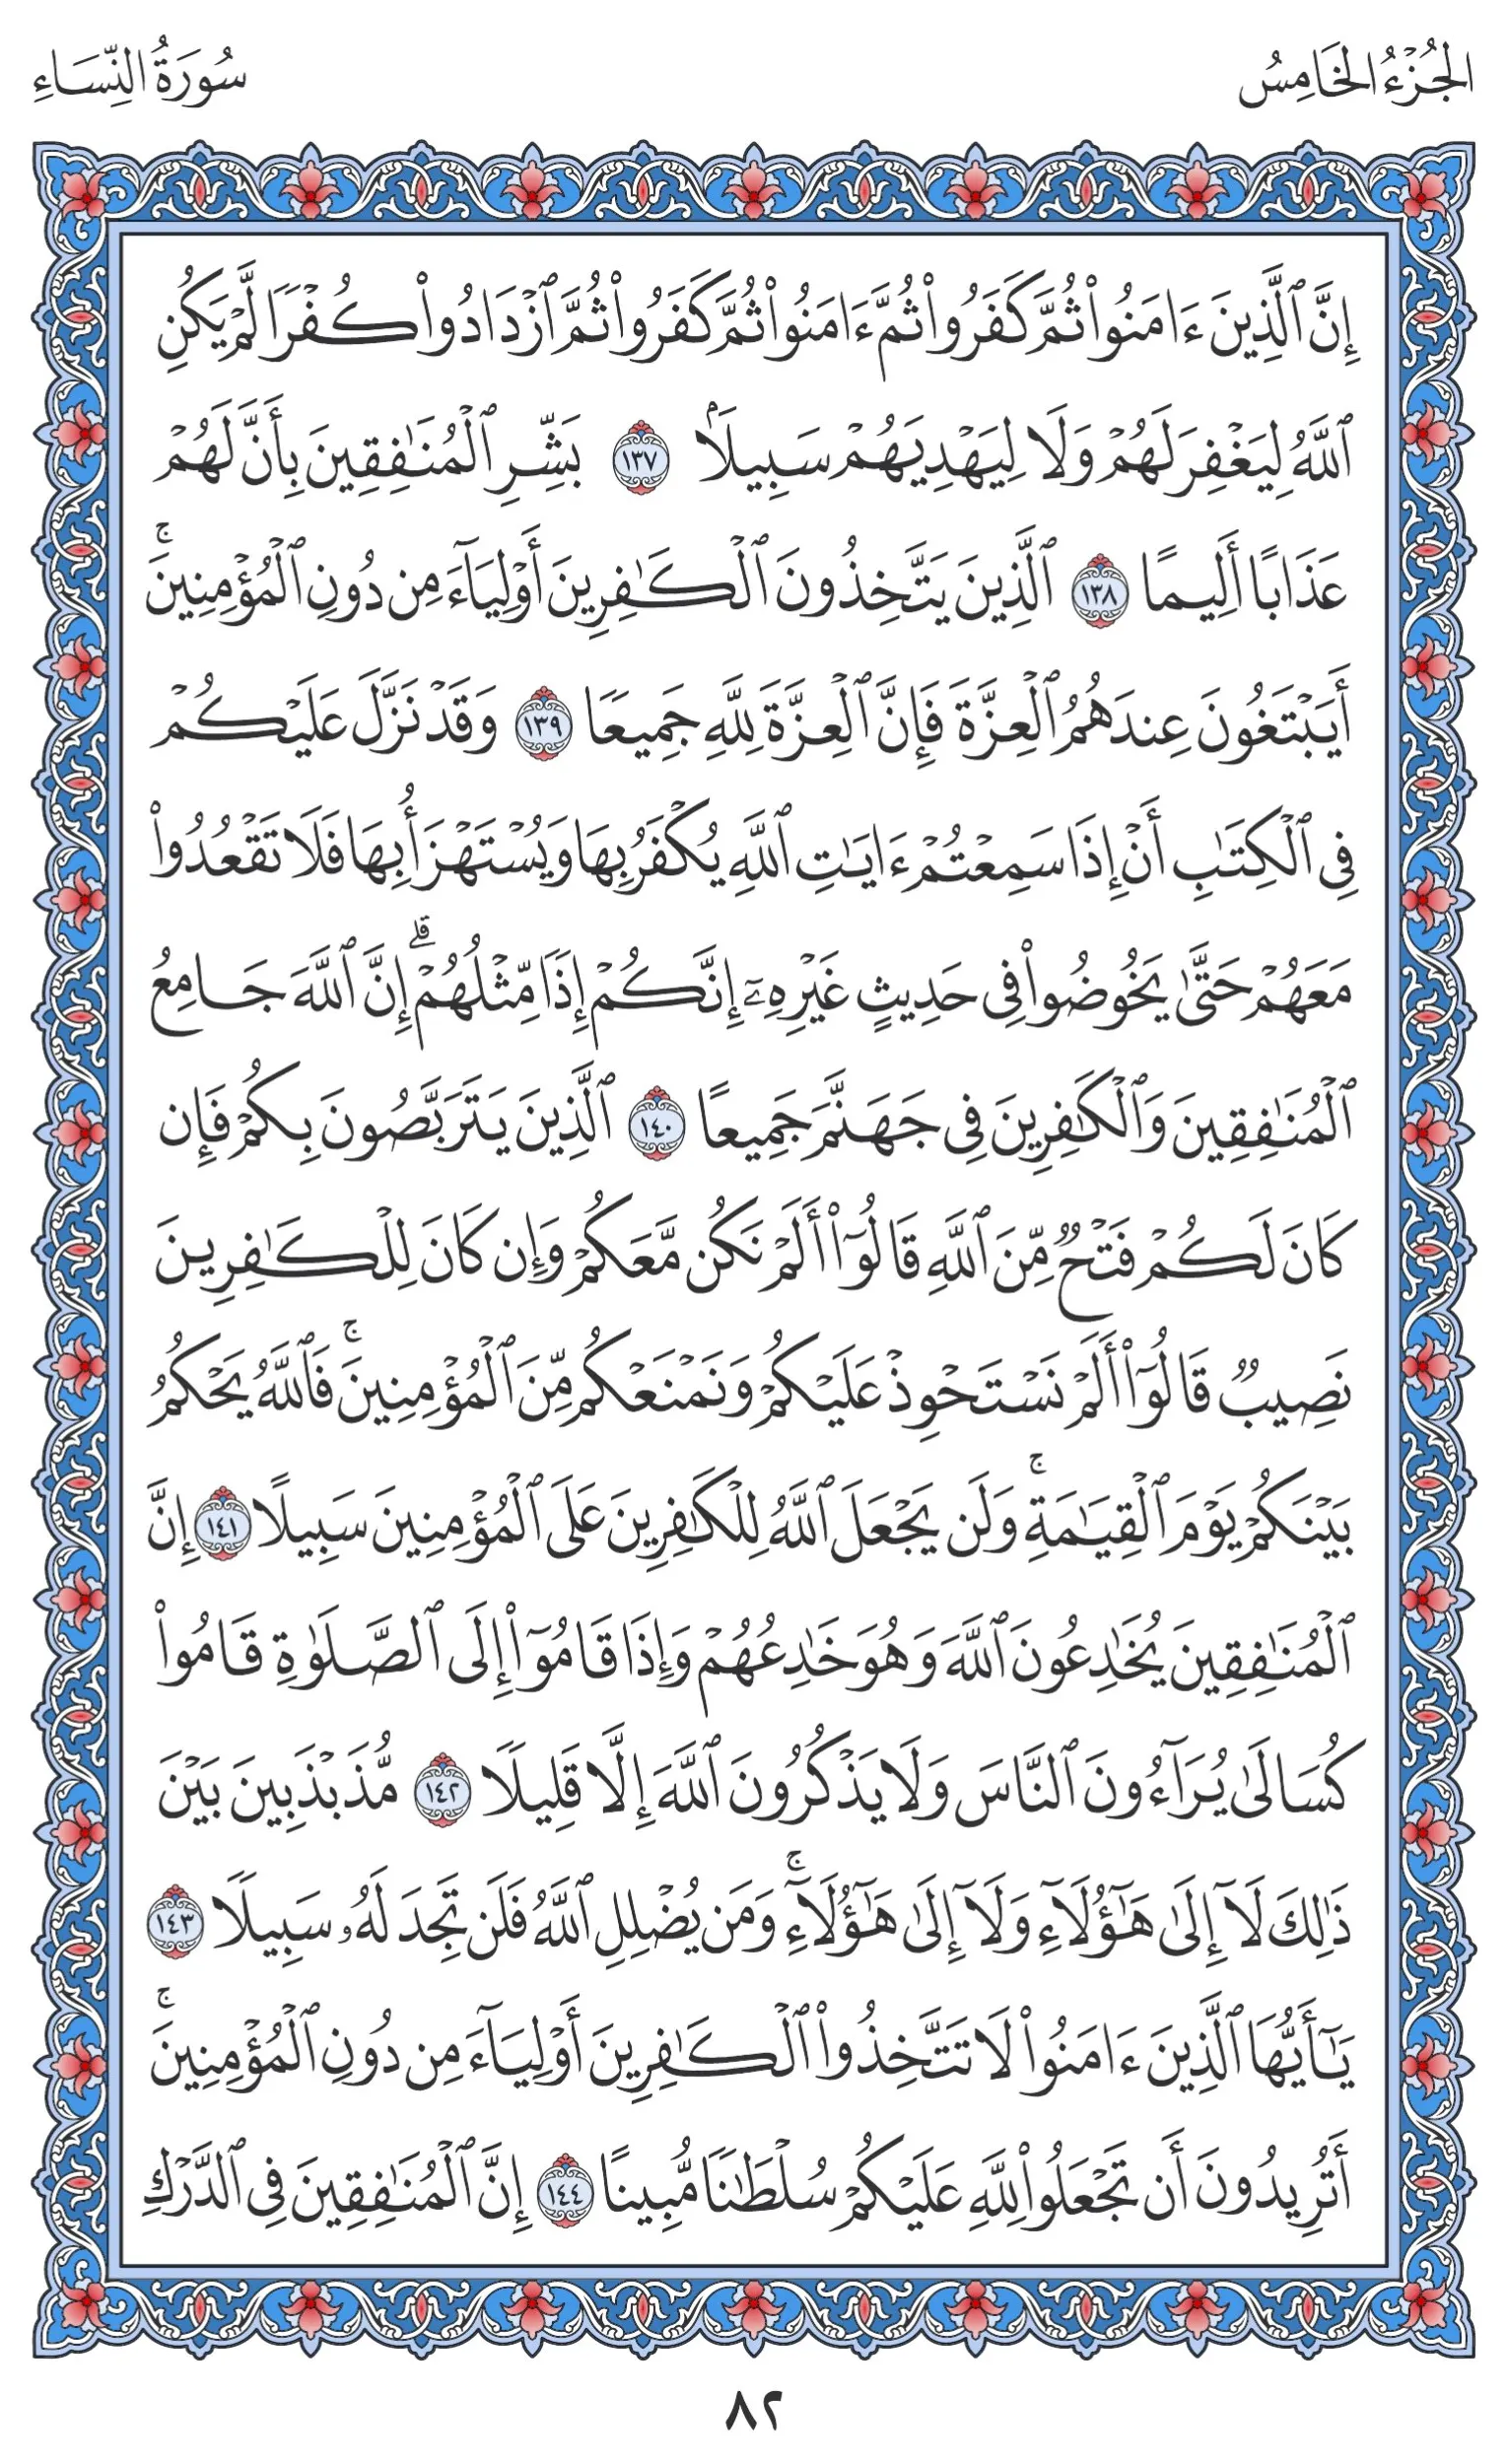 الجُزْءُ الخَامِسُ
سُورَةُ النِّسَاءِ
إِنَّ ٱلَّذِينَ ءَامَنُوا۟ ثُمَّ كَفَرُوا۟ ثُمَّ ءَامَنُوا۟ ثُمَّ كَفَرُوا۟ ثُمَّ ٱزْدَادُوا۟ كُفْرًا لَّمْ يَكُنِ
ٱللَّهُ لِيَغْفِرَ لَهُمْ وَلَا لِيَهْدِيَهُمْ سَبِيلًۢا ١٣٧ بَشِّرِ ٱلْمُنَٰفِقِينَ بِأَنَّ لَهُمْ
عَذَابًا أَلِيمًا ١٣٨ ٱلَّذِينَ يَتَّخِذُونَ ٱلْكَٰفِرِينَ أَوْلِيَآءَ مِن دُونِ ٱلْمُؤْمِنِينَۚ
أَيَبْتَغُونَ عِندَهُمُ ٱلْعِزَّةَ فَإِنَّ ٱلْعِزَّةَ لِلَّهِ جَمِيعًا ١٣٩ وَقَدْ نَزَّلَ عَلَيْكُمْ
فِى ٱلْكِتَٰبِ أَنْ إِذَا سَمِعْتُمْ ءَايَٰتِ ٱللَّهِ يُكْفَرُ بِهَا وَيُسْتَهْزَأُ بِهَا فَلَا تَقْعُدُوا۟
مَعَهُمْ حَتَّىٰ يَخُوضُوا۟ فِى حَدِيثٍ غَيْرِهِۦٓ إِنَّكُمْ إِذًا مِّثْلُهُمْۗ إِنَّ ٱللَّهَ جَامِعُ
ٱلْمُنَٰفِقِينَ وَٱلْكَٰفِرِينَ فِى جَهَنَّمَ جَمِيعًا ١٤٠ ٱلَّذِينَ يَتَرَبَّصُونَ بِكُمْ فَإِن
كَانَ لَكُمْ فَتْحٌ مِّنَ ٱللَّهِ قَالُوٓا۟ أَلَمْ نَكُن مَّعَكُمْ وَإِن كَانَ لِلْكَٰفِرِينَ
نَصِيبٌ قَالُوٓا۟ أَلَمْ نَسْتَحْوِذْ عَلَيْكُمْ وَنَمْنَعْكُم مِّنَ ٱلْمُؤْمِنِينَۚ فَٱللَّهُ يَحْكُمُ
بَيْنَكُمْ يَوْمَ ٱلْقِيَٰمَةِۚ وَلَن يَجْعَلَ ٱللَّهُ لِلْكَٰفِرِينَ عَلَى ٱلْمُؤْمِنِينَ سَبِيلًا ١٤١ إِنَّ
ٱلْمُنَٰفِقِينَ يُخَٰدِعُونَ ٱللَّهَ وَهُوَ خَٰدِعُهُمْ وَإِذَا قَامُوٓا۟ إِلَى ٱلصَّلَوٰةِ قَامُوا۟
كُسَالَىٰ يُرَآءُونَ ٱلنَّاسَ وَلَا يَذْكُرُونَ ٱللَّهَ إِلَّا قَلِيلًا ١٤٢ مُّذَبْذَبِينَ بَيْنَ
ذَٰلِكَ لَآ إِلَىٰ هَٰٓؤُلَآءِ وَلَآ إِلَىٰ هَٰٓؤُلَآءِۚ وَمَن يُضْلِلِ ٱللَّهُ فَلَن تَجِدَ لَهُۥ سَبِيلًا ١٤٣
يَٰٓأَيُّهَا ٱلَّذِينَ ءَامَنُوا۟ لَا تَتَّخِذُوا۟ ٱلْكَٰفِرِينَ أَوْلِيَآءَ مِن دُونِ ٱلْمُؤْمِنِينَۚ
أَتُرِيدُونَ أَن تَجْعَلُوا۟ لِلَّهِ عَلَيْكُمْ سُلْطَٰنًا مُّبِينًا ١٤٤ إِنَّ ٱلْمُنَٰفِقِينَ فِى ٱلدَّرْكِ
٨٢